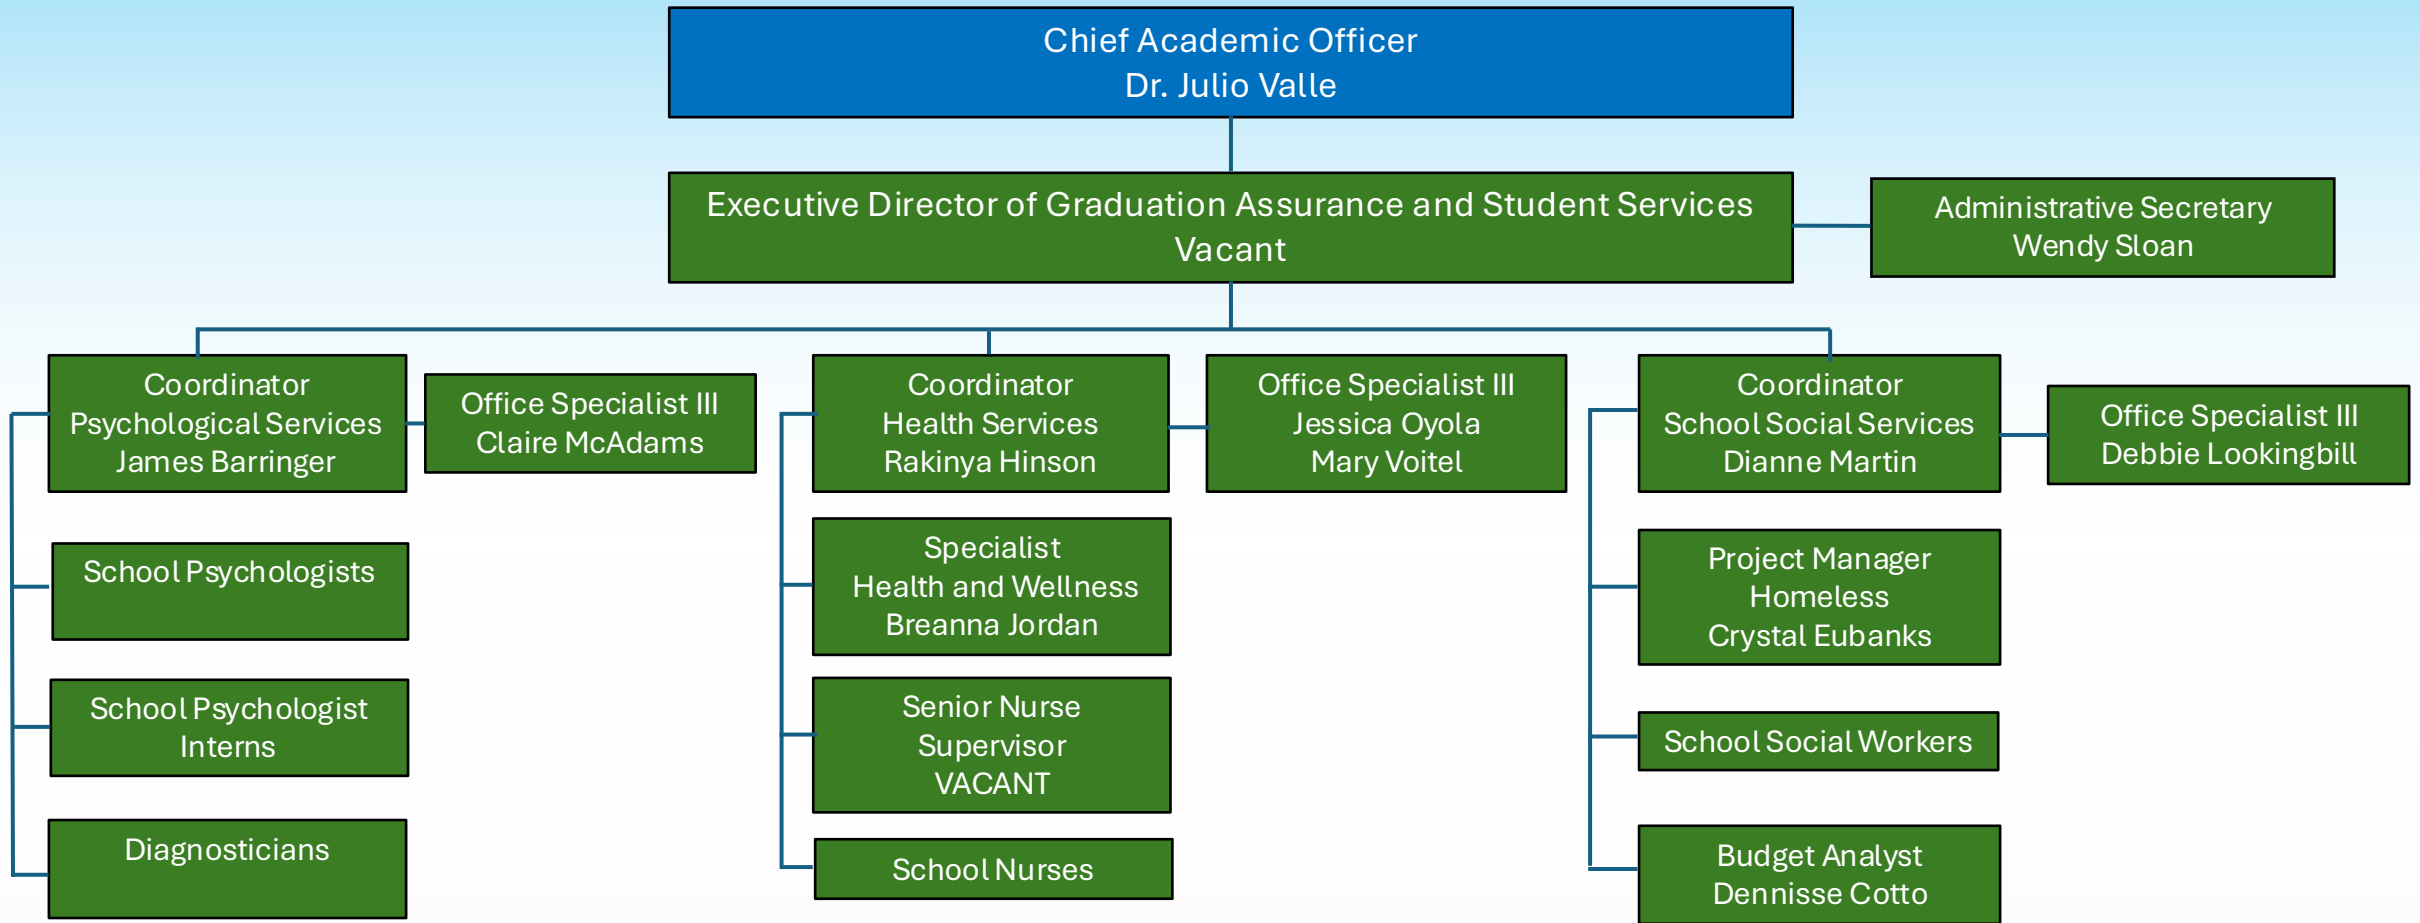 Chief Academic Officer
Dr. Julio Valle
Executive Director of Graduation Assurance and Student Services
Vacant
Administrative Secretary
Wendy Sloan
Coordinator
Psychological Services
James Barringer
Office Specialist III
Claire McAdams
School Psychologists
School Psychologist
Interns
Diagnosticians
Coordinator
Health Services
Rakinya Hinson
Office Specialist III
Jessica Oyola
Mary Voitel
Specialist
Health and Wellness
Breanna Jordan
Senior Nurse
Supervisor
VACANT
School Nurses
Coordinator
School Social Services
Dianne Martin
Office Specialist III
Debbie Lookingbill
Project Manager
Homeless
Crystal Eubanks
School Social Workers
Budget Analyst
Dennisse Cotto